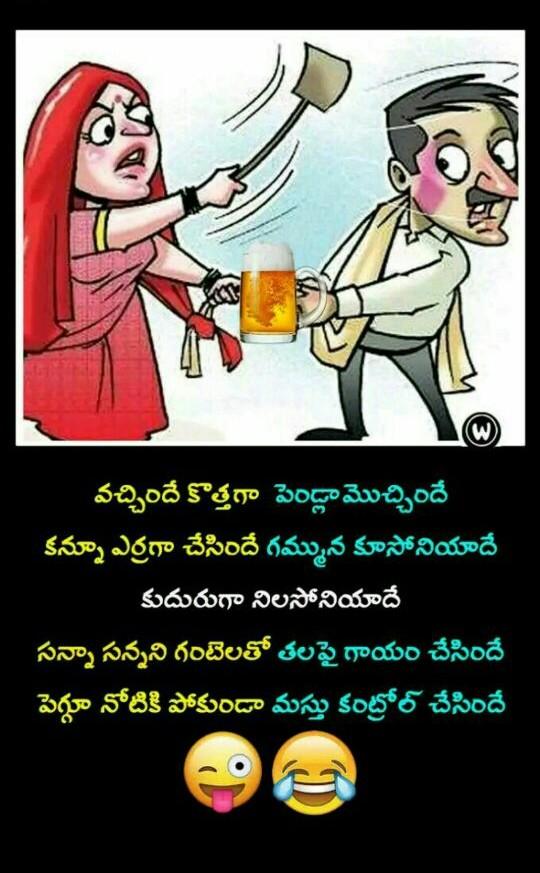 W
వచ్చిందే కొత్తగా పెండ్లామొచ్చిందే
కన్నూ ఎర్రగా చేసిందే గమ్మున కూసోనియాదే
కుదురుగా నిలసోనియాదే
సన్నా సన్నని గంటెలతో తలపై గాయం చేసిందే
పెగ్గూ నోటికి పోకుండా మస్తు కంట్రోల్ చేసిందే